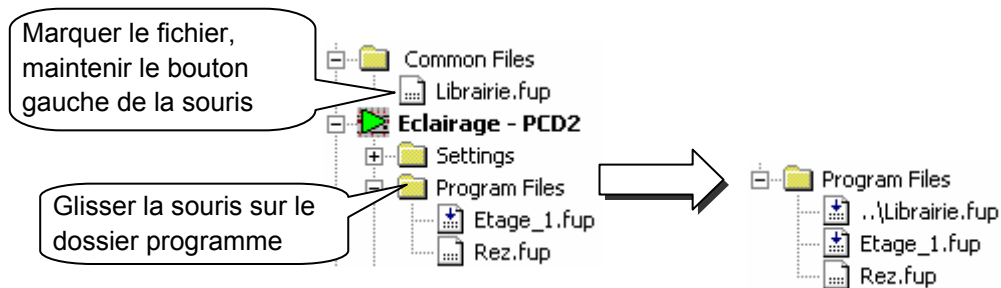 Marquer le fichier,
maintenir le bouton
gauche de la souris
Common Files
Librairie.fup
Eclairage - PCD2
Settings
Program Files
Glisser la souris sur le
dossier programme
Etage_1.fup
Rez.fup
Program Files
..\Librairie.fup
Etage_1.fup
Rez.fup